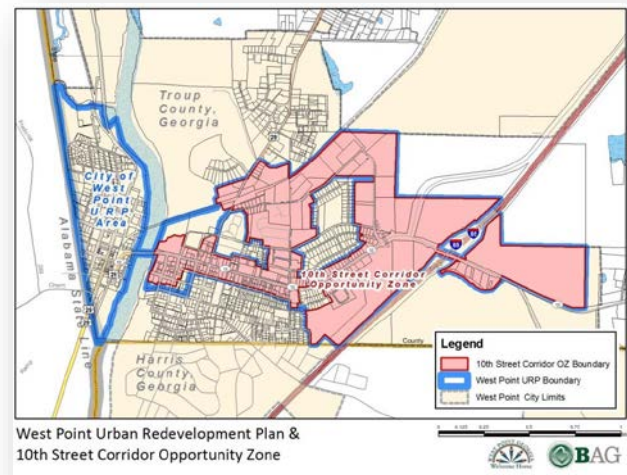 Troup
County,
Georgia
City of
West
Point
URP
Area
Alabama State Line
10th Street Corridor
Opportunity Zone
Harris
County,
Georgia
County
Legend
10th Street Corridor OZ Boundary
West Point URP Boundary
West Point City Limits
West Point Urban Redevelopment Plan &
10th Street Corridor Opportunity Zone
BAG